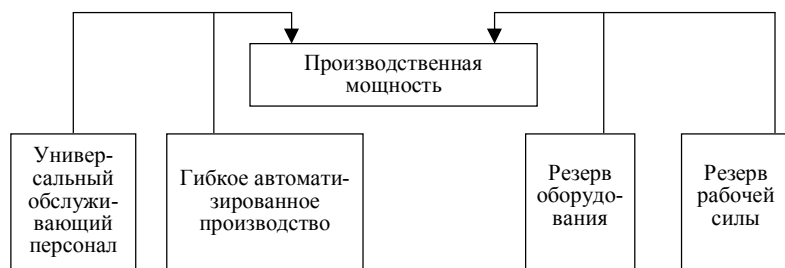 Производственная
мощность
Универ-
сальный
обслужи-
вающий
персонал
Гибкое автомати-
зированное
производство
Резерв
оборудо-
вания
Резерв
рабочей
силы